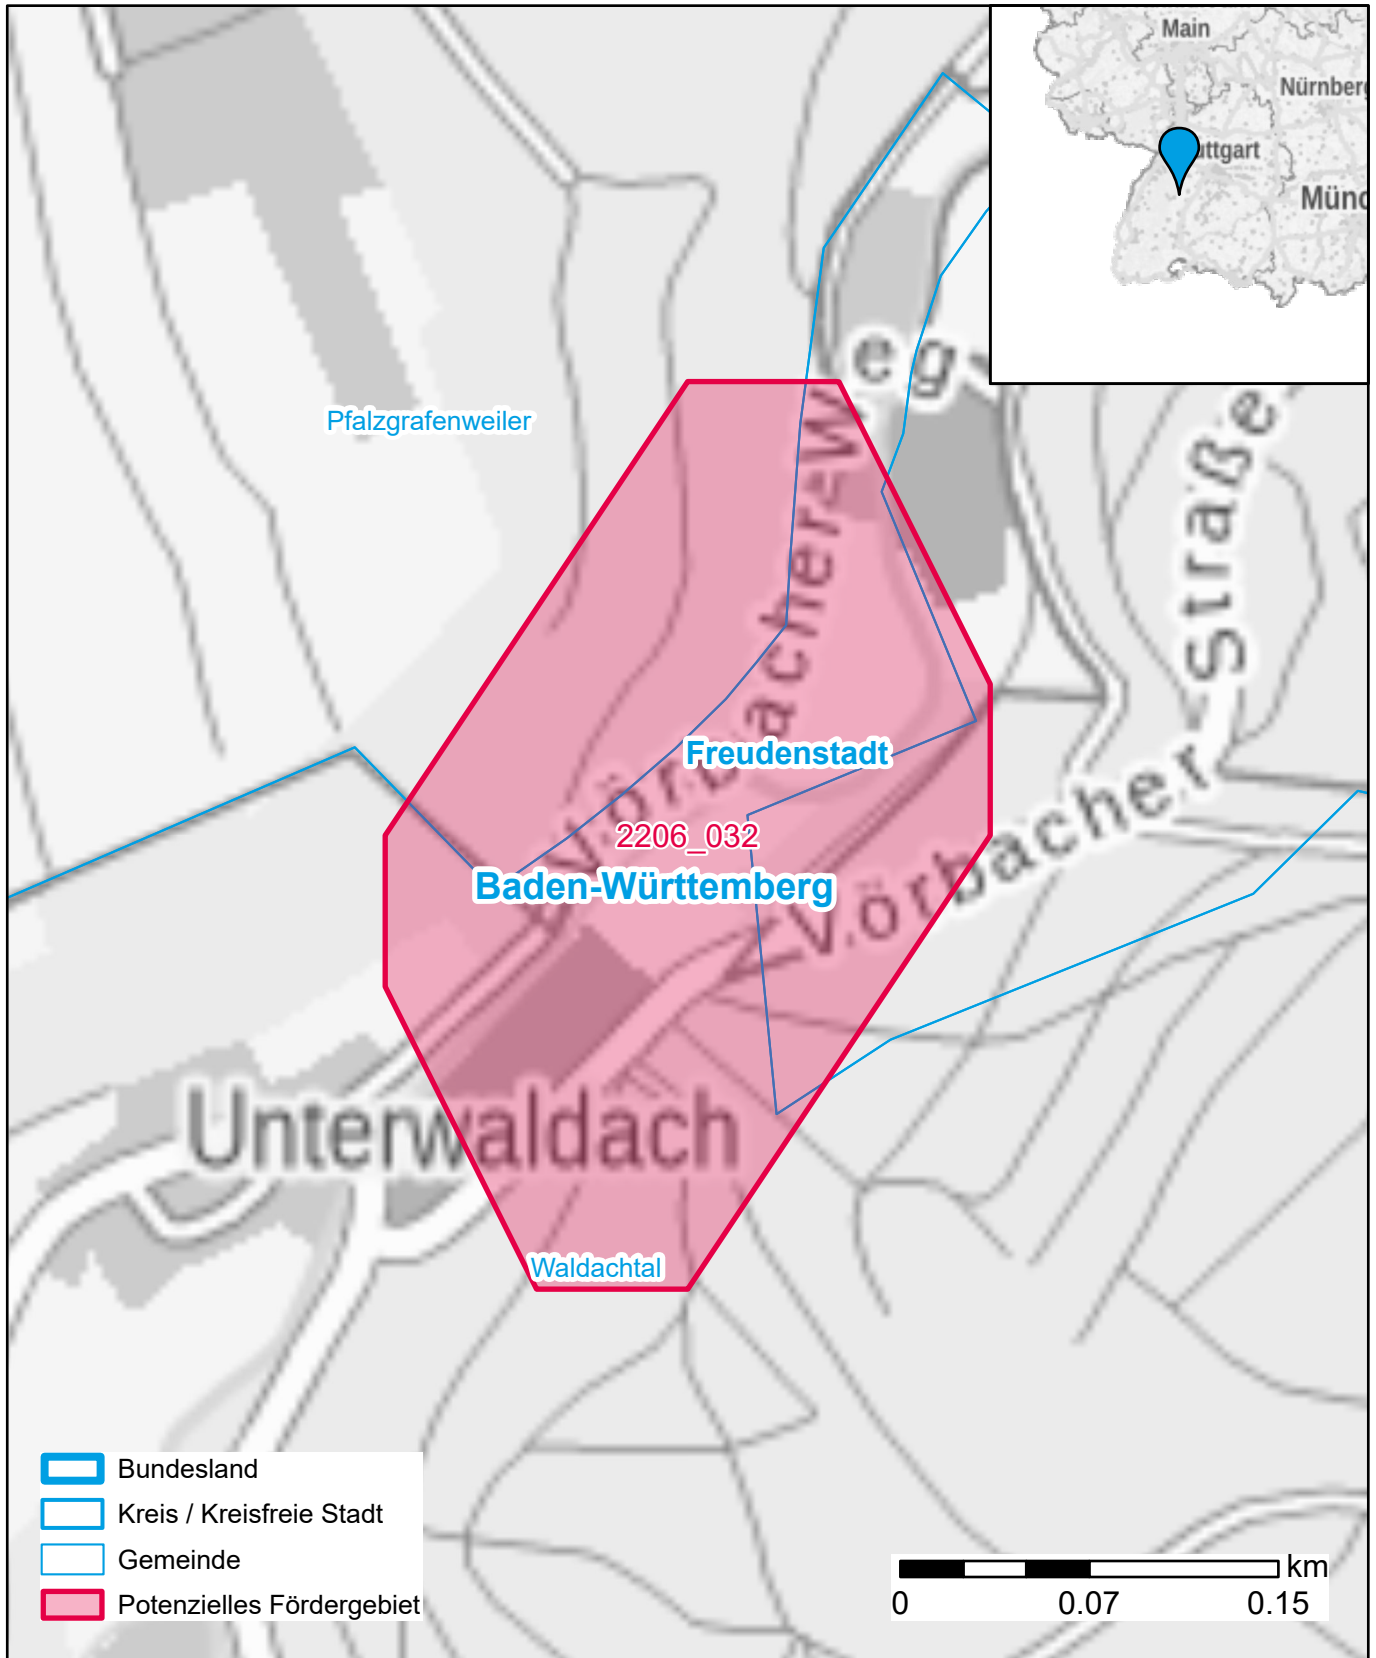 Main
Nürnberg
uttgart
Münc
Weg
Straße
Pfalzgrafenweiler
Vörbacher
Freudenstadt
2206_032
Baden-Württemberg
Vörbacher
Unterwaldach
Waldachtal
Bundesland
Kreis / Kreisfreie Stadt
Gemeinde
Potenzielles Fördergebiet
km
0
0.07
0.15